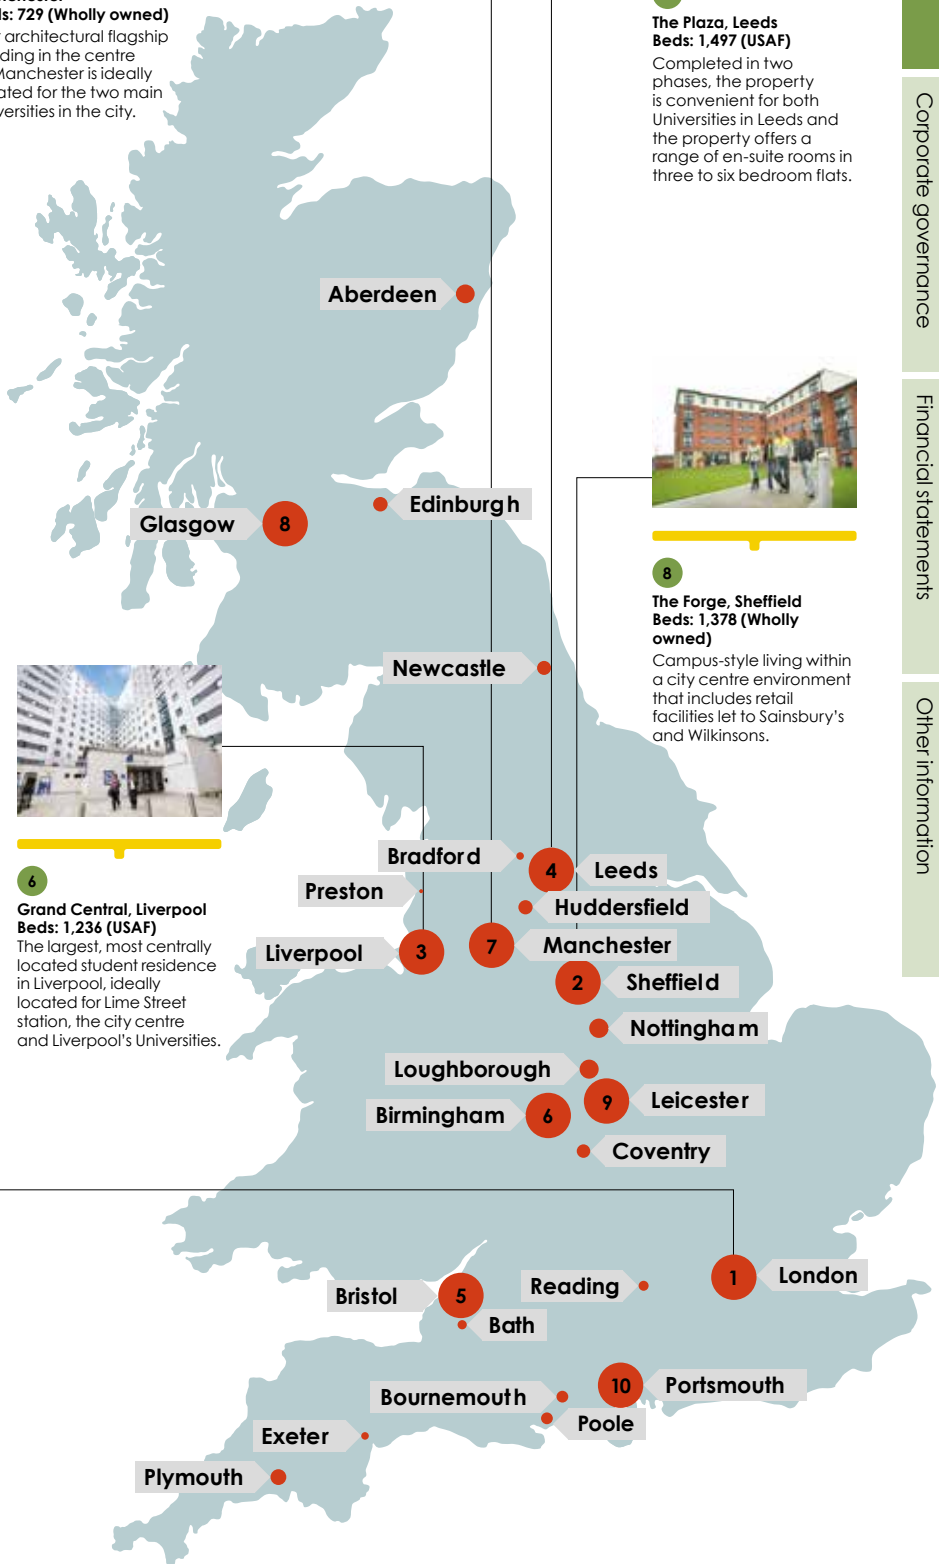 ds: 729 (Wholly owned)
architectural flagship
ding in the centre
Manchester is ideally
ated for the two main
versities in the city.
The Plaza, Leeds
Beds: 1,497 (USAF)
Completed in two
phases, the property
is convenient for both
Universities in Leeds and
the property offers a
range of en-suite rooms in
three to six bedroom flats.
Corporate governance
Financial statements
Other information
Aberdeen
Edinburgh
Glasgow
8
8
The Forge, Sheffield
Beds: 1,378 (Wholly
owned)
Campus-style living within
a city centre environment
that includes retail
facilities let to Sainsbury's
and Wilkinsons.
Newcastle
6
Grand Central, Liverpool
Beds: 1,236 (USAF)
The largest, most centrally
located student residence
in Liverpool, ideally
located for Lime Street
station, the city centre
and Liverpool's Universities.
Bradford
4
Leeds
Preston
Huddersfield
Liverpool
3
7
Manchester
2
Sheffield
Nottingham
Loughborough
9
Leicester
Birmingham
6
Coventry
1
London
Reading
Bristol
5
Bath
10
Portsmouth
Bournemouth
Poole
Exeter
Plymouth